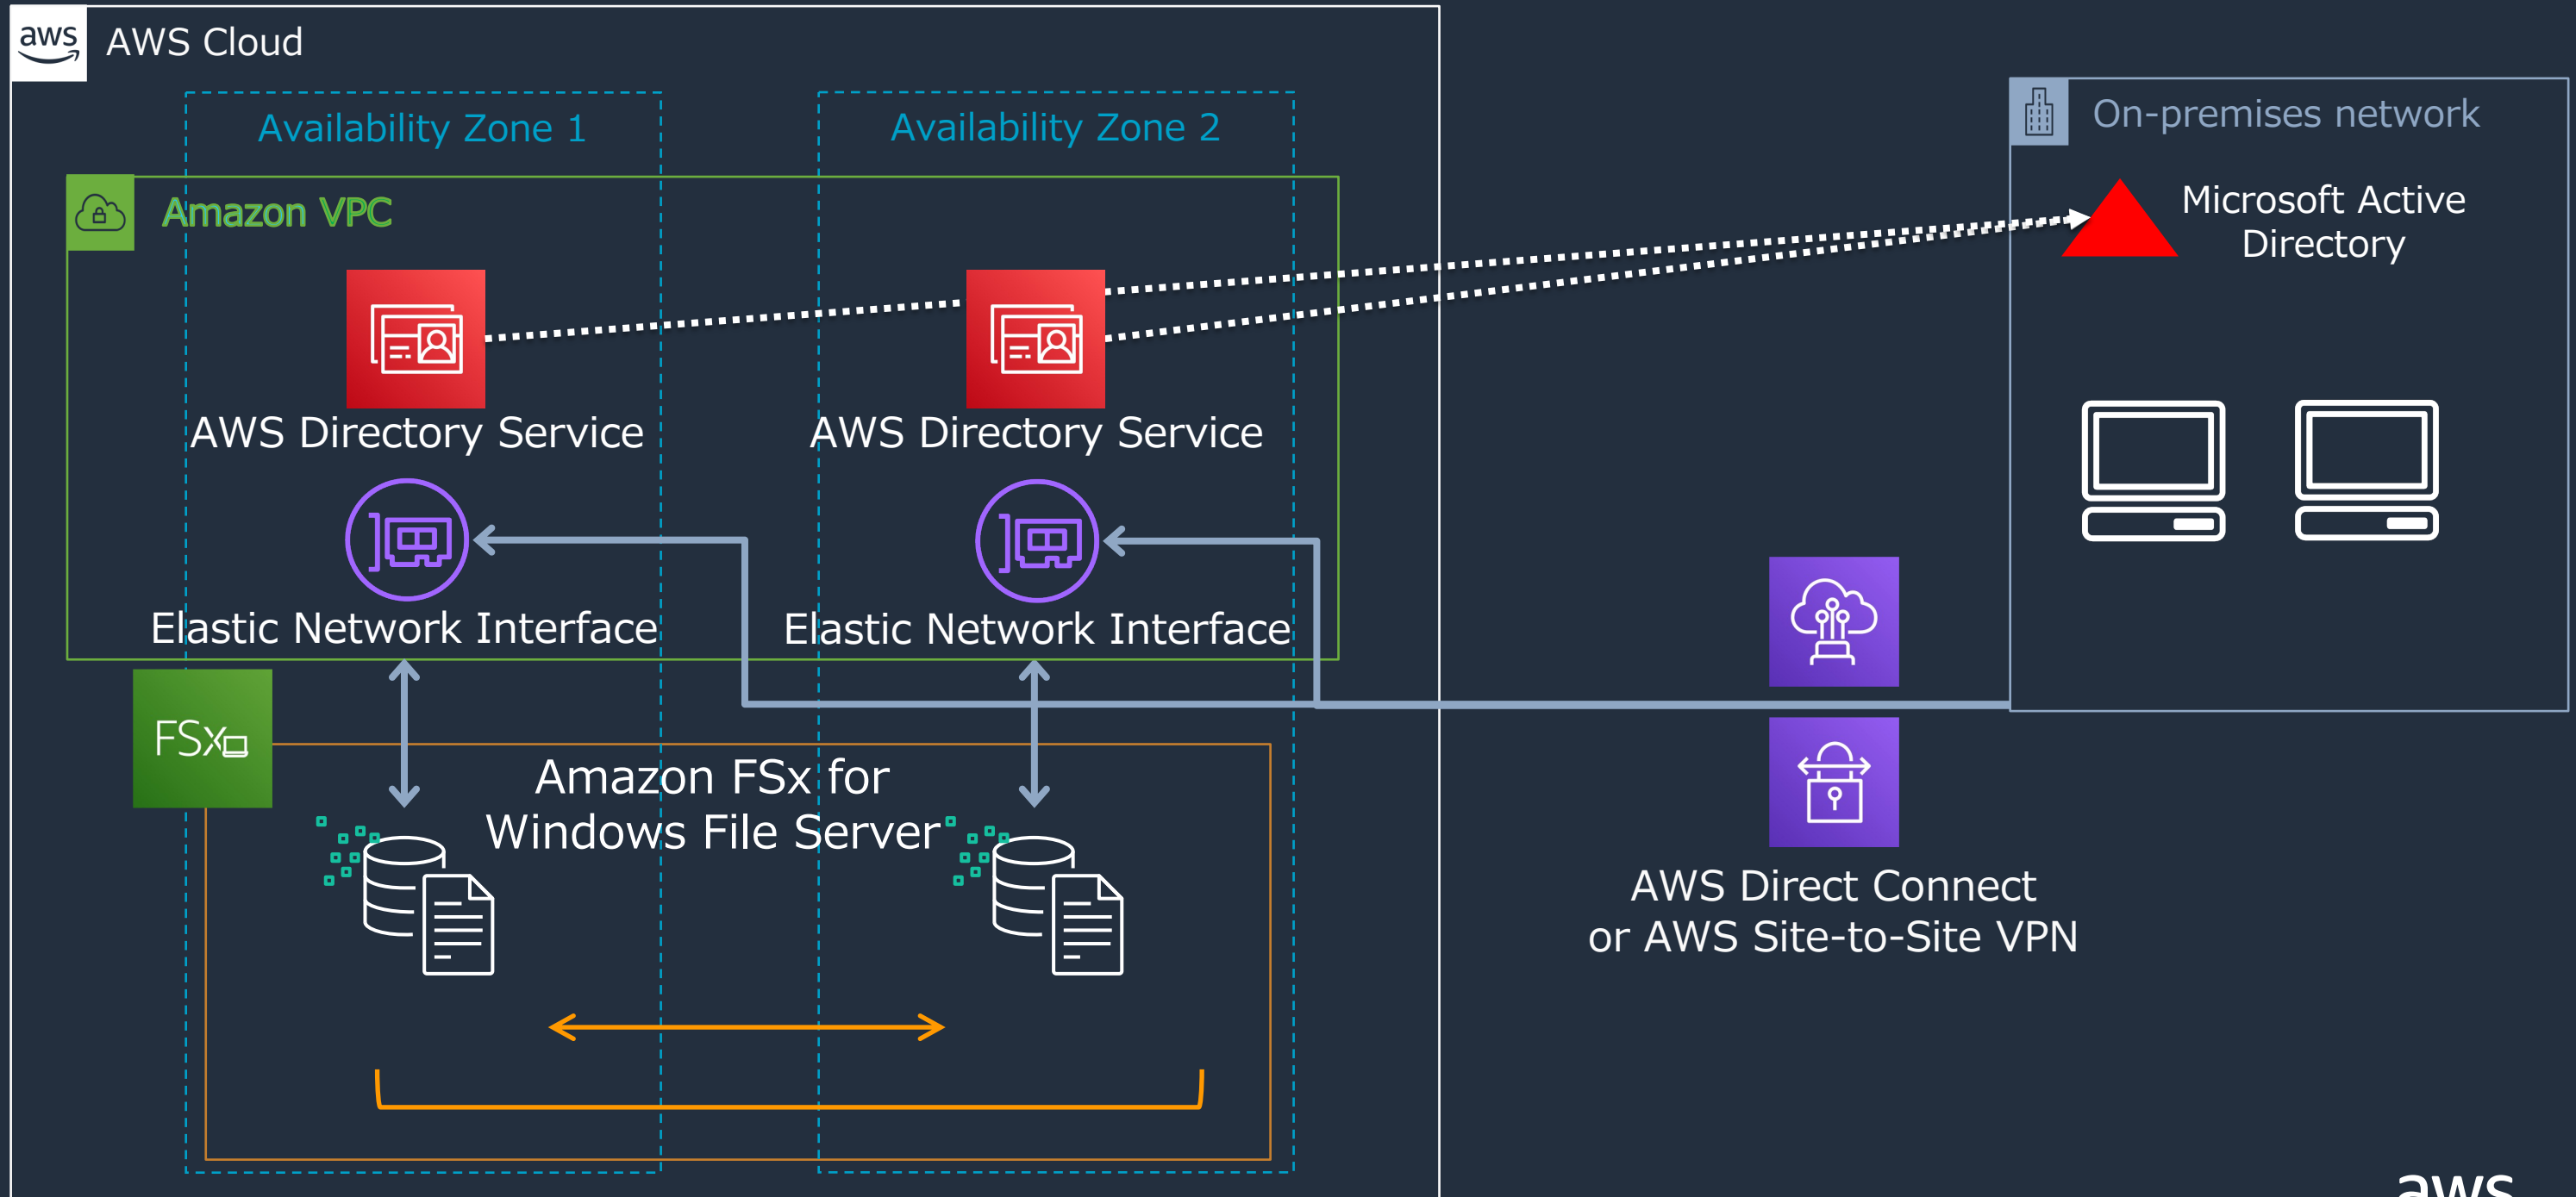 aws
AWS Cloud
Availability Zone 1
Availability Zone 2
On-premises network
Amazon VPC
Microsoft Active
Directory
AWS Directory Service
AWS Directory Service
Elastic Network Interface
Elastic Network Interface
FSx
Amazon FSx for
Windows File Server
AWS Direct Connect
or AWS Site-to-Site VPN
aws